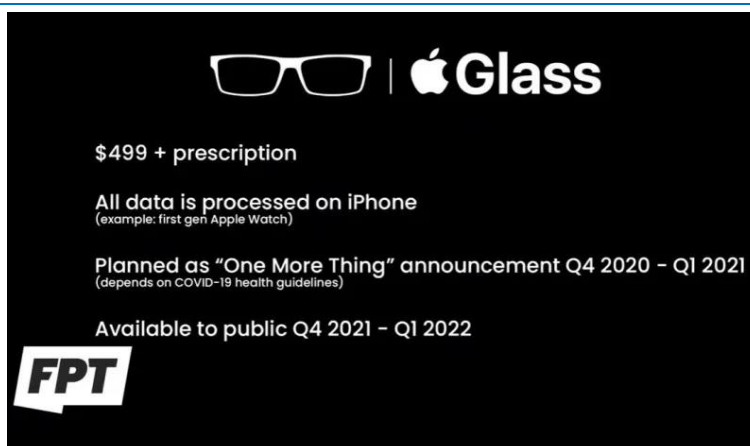 Glass
$499 + prescription
All data is processed on iPhone
(example: first gen Apple Watch)
Planned as “One More Thing” announcement Q4 2020 - Q1 2021
(depends on COVID-19 health guidelines)
Available to public Q4 2021 - Q1 2022
FPT